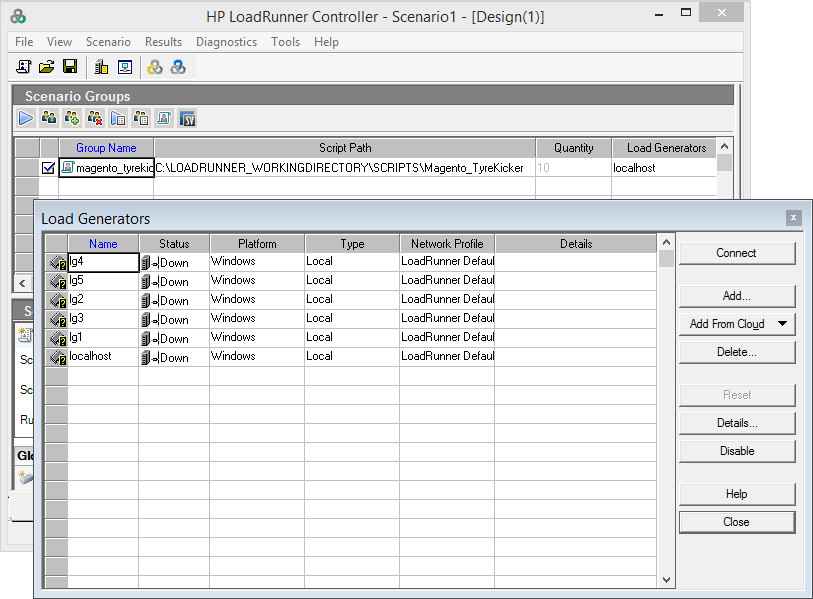 HP LoadRunner Controller - Scenario1 - [Design(1)]
File View Scenario Results Diagnostics Tools Help
Scenario Groups
Group Name Script Path Quantity Load Generators
magento_tyrekic C:\LOADRUNNER_WORKINGDIRECTORY\SCRIPTS\Magento_TyreKicker 10 localhost
Load Generators
Name Status Platform Type Network Profile Details
lg4 Down Windows Local LoadRunner Defaul
lg5 Down Windows Local LoadRunner Defaul
lg2 Down Windows Local LoadRunner Defaul
lg3 Down Windows Local LoadRunner Defaul
lg1 Down Windows Local LoadRunner Defaul
localhost Down Windows Local LoadRunner Defaul
Connect
Add...
Add From Cloud
Delete...
Reset
Details...
Disable
Help
Close
Sc
Sc
Ru
Glo